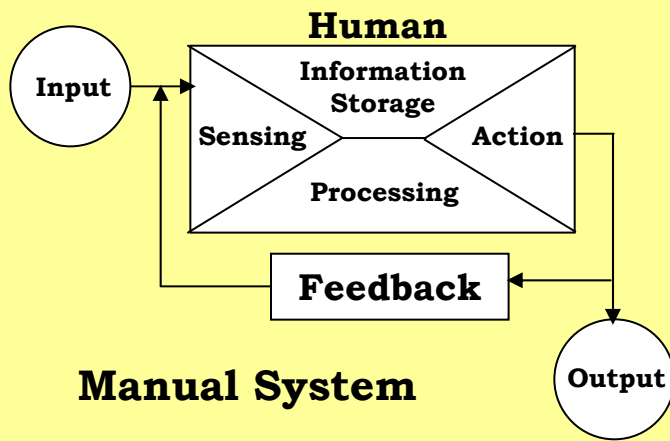 Human
Input
Information
Storage
Sensing
Action
Processing
Feedback
Manual System
Output